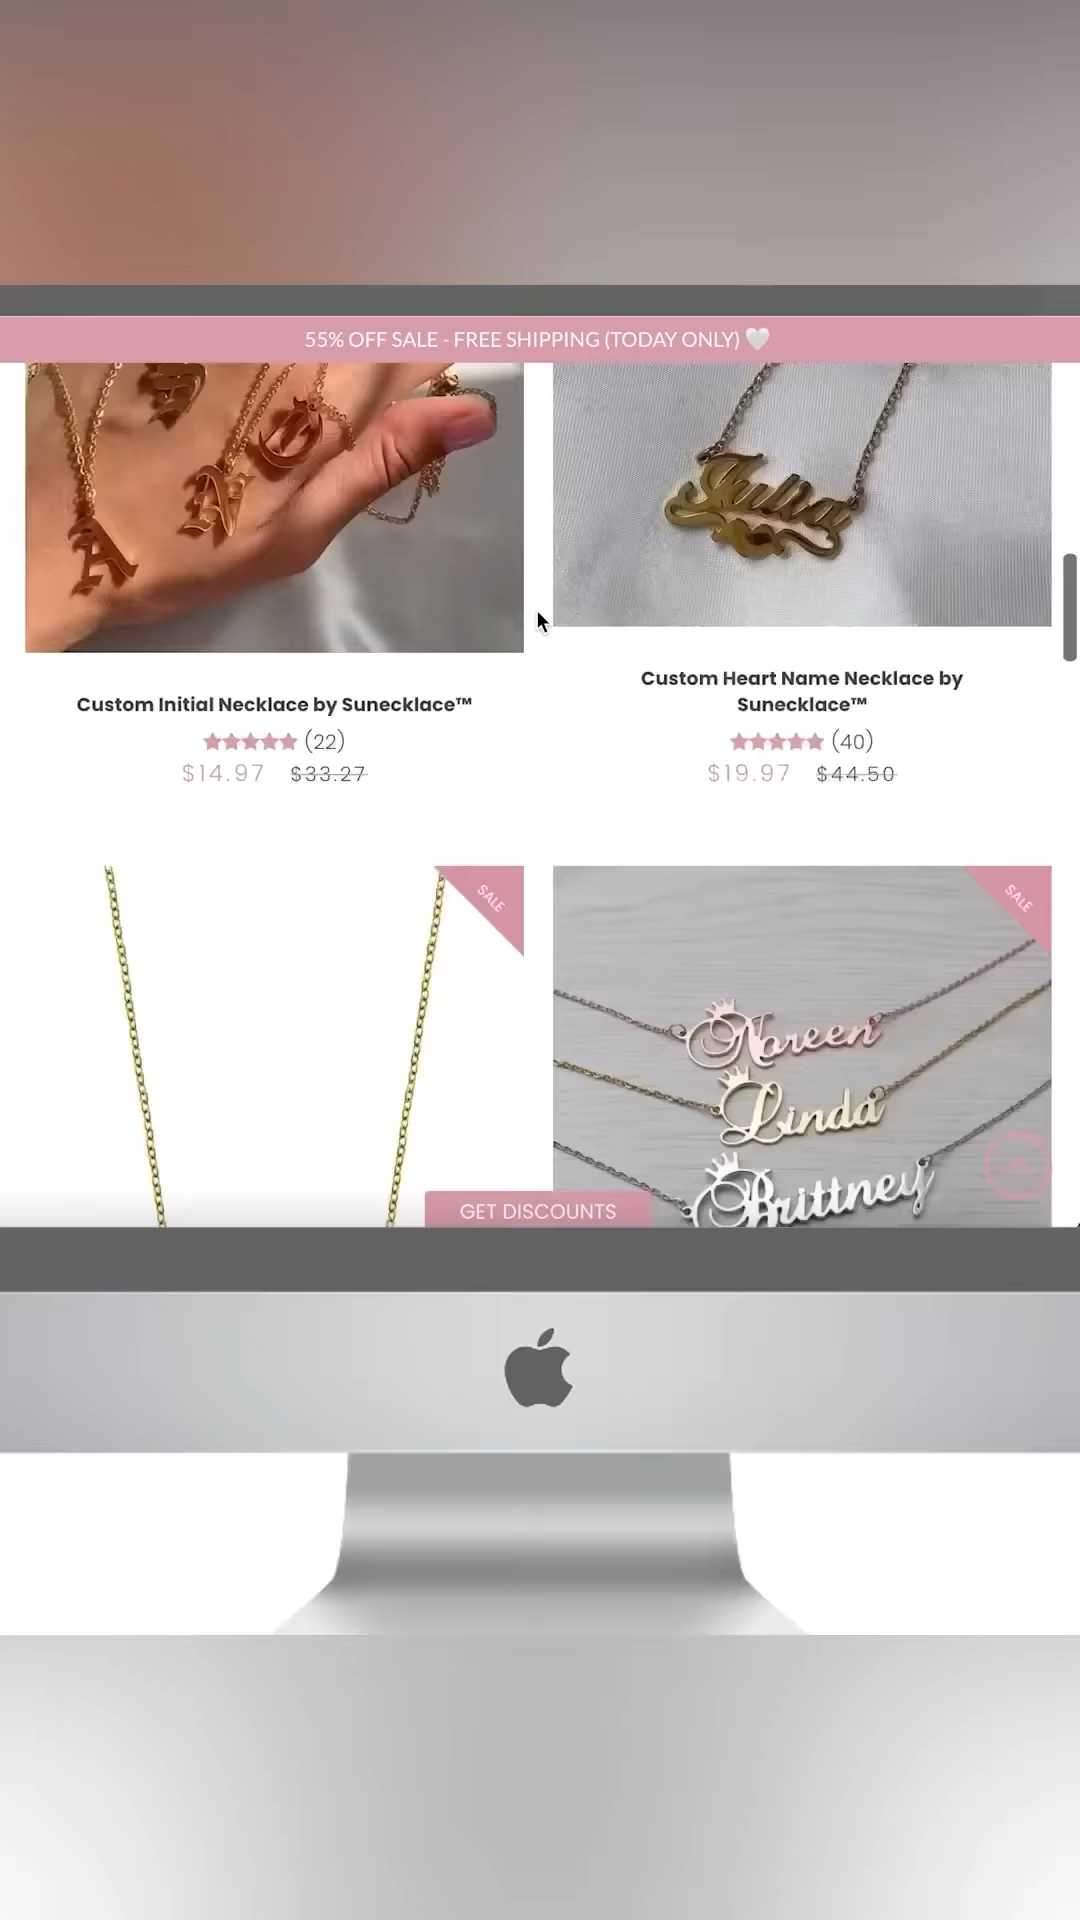 55% OFF SALE - FREE SHIPPING (TODAY ONLY) 🤍
A
N
Julia
Custom Initial Necklace by Sunecklace™
(22)
$14.97 $33.27
Custom Heart Name Necklace by
Sunecklace™
(40)
$19.97 $44.50
SALE
SALE
Noreen
Linda
Brittney
GET DISCOUNTS